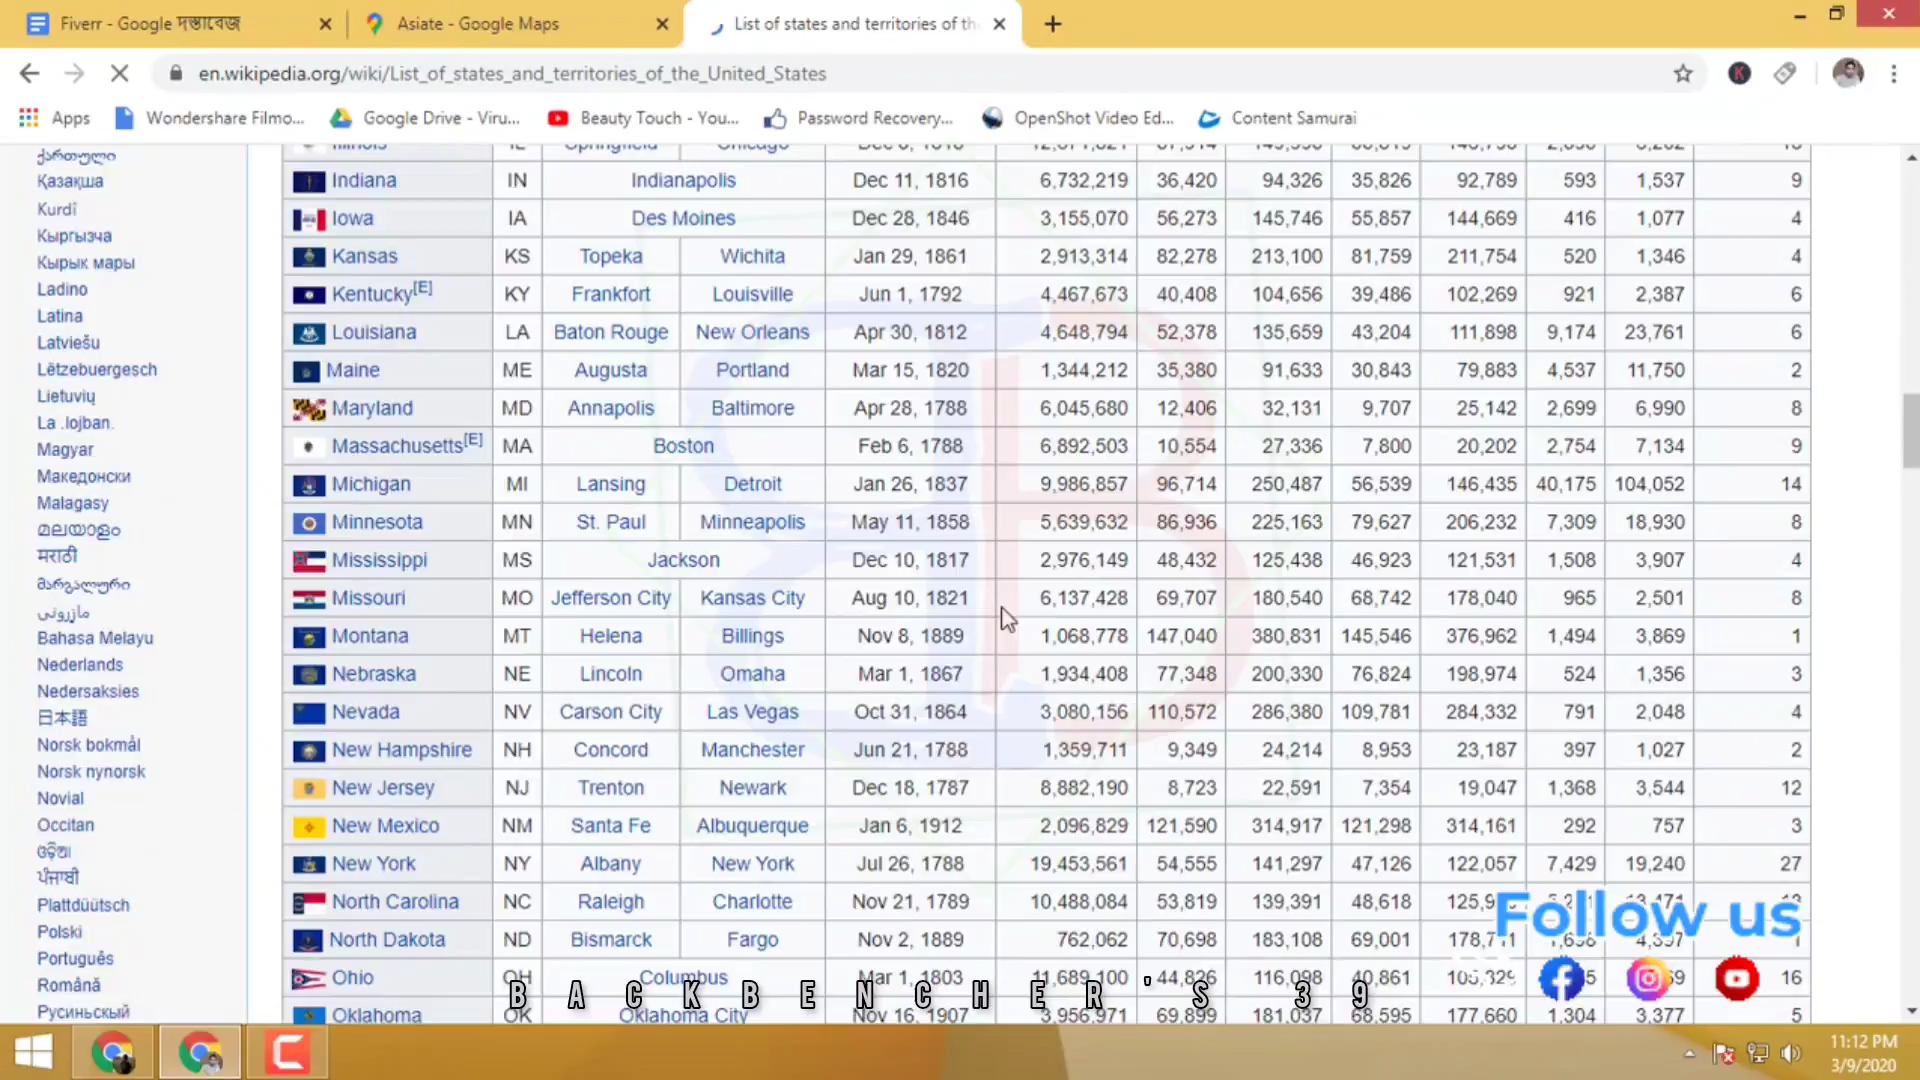 Fiverr - Google দস্তাবেজ
Asiate - Google Maps
List of states and territories of th
en.wikipedia.org/wiki/List_of_states_and_territories_of_the_United_States
Apps
Wondershare Filmo...
Google Drive - Viru...
Beauty Touch - You...
Password Recovery...
OpenShot Video Ed...
Content Samurai
ქართული
Қазақша
Kurdî
Кыргызча
Кырык мары
Ladino
Latina
Latviešu
Lëtzebuergesch
Lietuvių
La .lojban.
Magyar
Македонски
Malagasy
മലയാളം
मराठी
მარგალური
مازِرونی
Bahasa Melayu
Nederlands
Nedersaksies
日本語
Norsk bokmål
Norsk nynorsk
Novial
Occitan
ଓଡ଼ିଆ
ਪੰਜਾਬੀ
Plattdüütsch
Polski
Português
Română
Русиньскый
Illinois IL Springfield Chicago
Indiana IN Indianapolis Dec 11, 1816 6,732,219 36,420 94,326 35,826 92,789 593 1,537 9
Iowa IA Des Moines Dec 28, 1846 3,155,070 56,273 145,746 55,857 144,669 416 1,077 4
Kansas KS Topeka Wichita Jan 29, 1861 2,913,314 82,278 213,100 81,759 211,754 520 1,346 4
Kentucky[E] KY Frankfort Louisville Jun 1, 1792 4,467,673 40,408 104,656 39,486 102,269 921 2,387 6
Louisiana LA Baton Rouge New Orleans Apr 30, 1812 4,648,794 52,378 135,659 43,204 111,898 9,174 23,761 6
Maine ME Augusta Portland Mar 15, 1820 1,344,212 35,380 91,633 30,843 79,883 4,537 11,750 2
Maryland MD Annapolis Baltimore Apr 28, 1788 6,045,680 12,406 32,131 9,707 25,142 2,699 6,990 8
Massachusetts[E] MA Boston Feb 6, 1788 6,892,503 10,554 27,336 7,800 20,202 2,754 7,134 9
Michigan MI Lansing Detroit Jan 26, 1837 9,986,857 96,714 250,487 56,539 146,435 40,175 104,052 14
Minnesota MN St. Paul Minneapolis May 11, 1858 5,639,632 86,936 225,163 79,627 206,232 7,309 18,930 8
Mississippi MS Jackson Dec 10, 1817 2,976,149 48,432 125,438 46,923 121,531 1,508 3,907 4
Missouri MO Jefferson City Kansas City Aug 10, 1821 6,137,428 69,707 180,540 68,742 178,040 965 2,501 8
Montana MT Helena Billings Nov 8, 1889 1,068,778 147,040 380,831 145,546 376,962 1,494 3,869 1
Nebraska NE Lincoln Omaha Mar 1, 1867 1,934,408 77,348 200,330 76,824 198,974 524 1,356 3
Nevada NV Carson City Las Vegas Oct 31, 1864 3,080,156 110,572 286,380 109,781 284,332 791 2,048 4
New Hampshire NH Concord Manchester Jun 21, 1788 1,359,711 9,349 24,214 8,953 23,187 397 1,027 2
New Jersey NJ Trenton Newark Dec 18, 1787 8,882,190 8,723 22,591 7,354 19,047 1,368 3,544 12
New Mexico NM Santa Fe Albuquerque Jan 6, 1912 2,096,829 121,590 314,917 121,298 314,161 292 757 3
New York NY Albany New York Jul 26, 1788 19,453,561 54,555 141,297 47,126 122,057 7,429 19,240 27
North Carolina NC Raleigh Charlotte Nov 21, 1789 10,488,084 53,819 139,391 48,618
North Dakota ND Bismarck Fargo Nov 2, 1889 762,062 70,698 183,108 69,001
Ohio OH Columbus Mar 1, 1803 11,689,100 44,826 116,098 40,861 16
Oklahoma OK Oklahoma City Nov 16, 1907 3,956,971 69,899 181,037 68,595 177,660 1,304 3,377 5
Follow us
BACKBENCHER'S 39
11:12 PM
3/9/2020